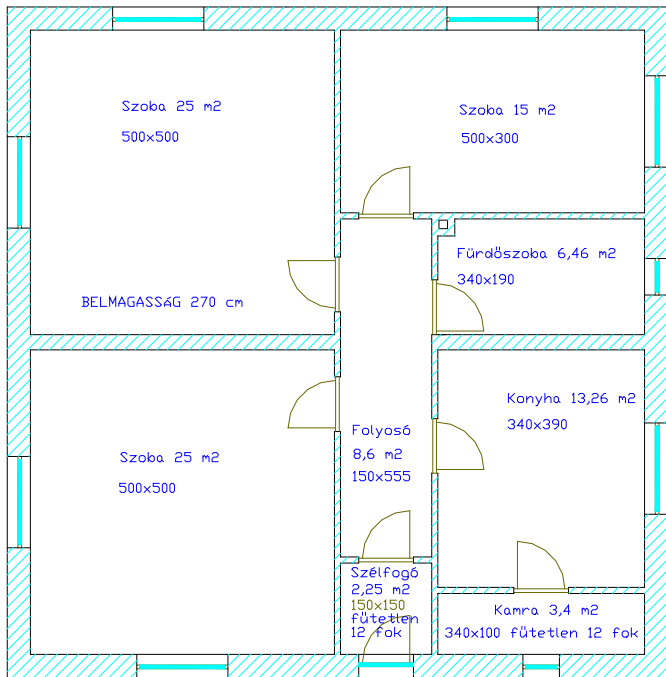 Szoba 25 m2
500x500
Szoba 15 m2
500x300
Fürdőszoba 6,46 m2
340x190
BELMAGASSÁG 270 cm
Konyha 13,26 m2
340x390
Folyosó
8,6 m2
150x555
Szoba 25 m2
500x500
Szélfogó
2,25 m2
150x150
fűtetlen
12 fok
Kamra 3,4 m2
340x100 fűtetlen 12 fok